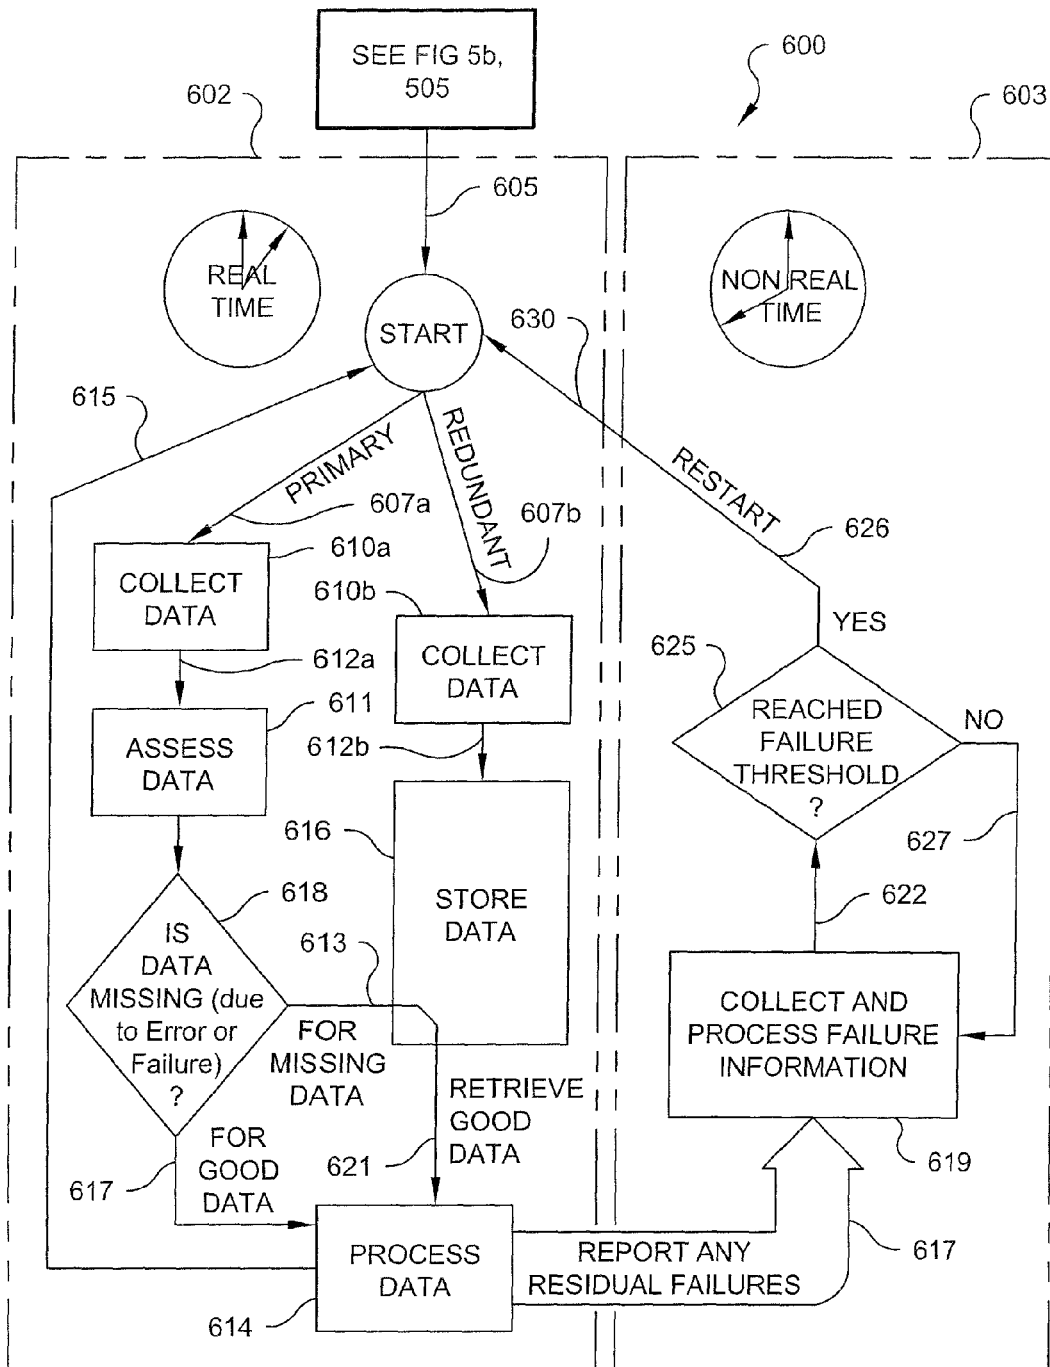 SEE FIG 5b,
505
600
602
603
605
REAL
TIME
NON REAL
TIME
START
630
615
PRIMARY
REDUNDANT
RESTART
607a
607b
626
610a
COLLECT
DATA
610b
YES
612a
COLLECT
DATA
625
611
REACHED
FAILURE
THRESHOLD
?
NO
ASSESS
DATA
612b
616
627
618
STORE
DATA
622
IS
DATA
MISSING (due
to Error or
Failure)
?
613
FOR
MISSING
DATA
COLLECT AND
PROCESS FAILURE
INFORMATION
RETRIEVE
GOOD
DATA
FOR
GOOD
DATA
617
621
619
PROCESS
DATA
REPORT ANY
RESIDUAL FAILURES
617
614